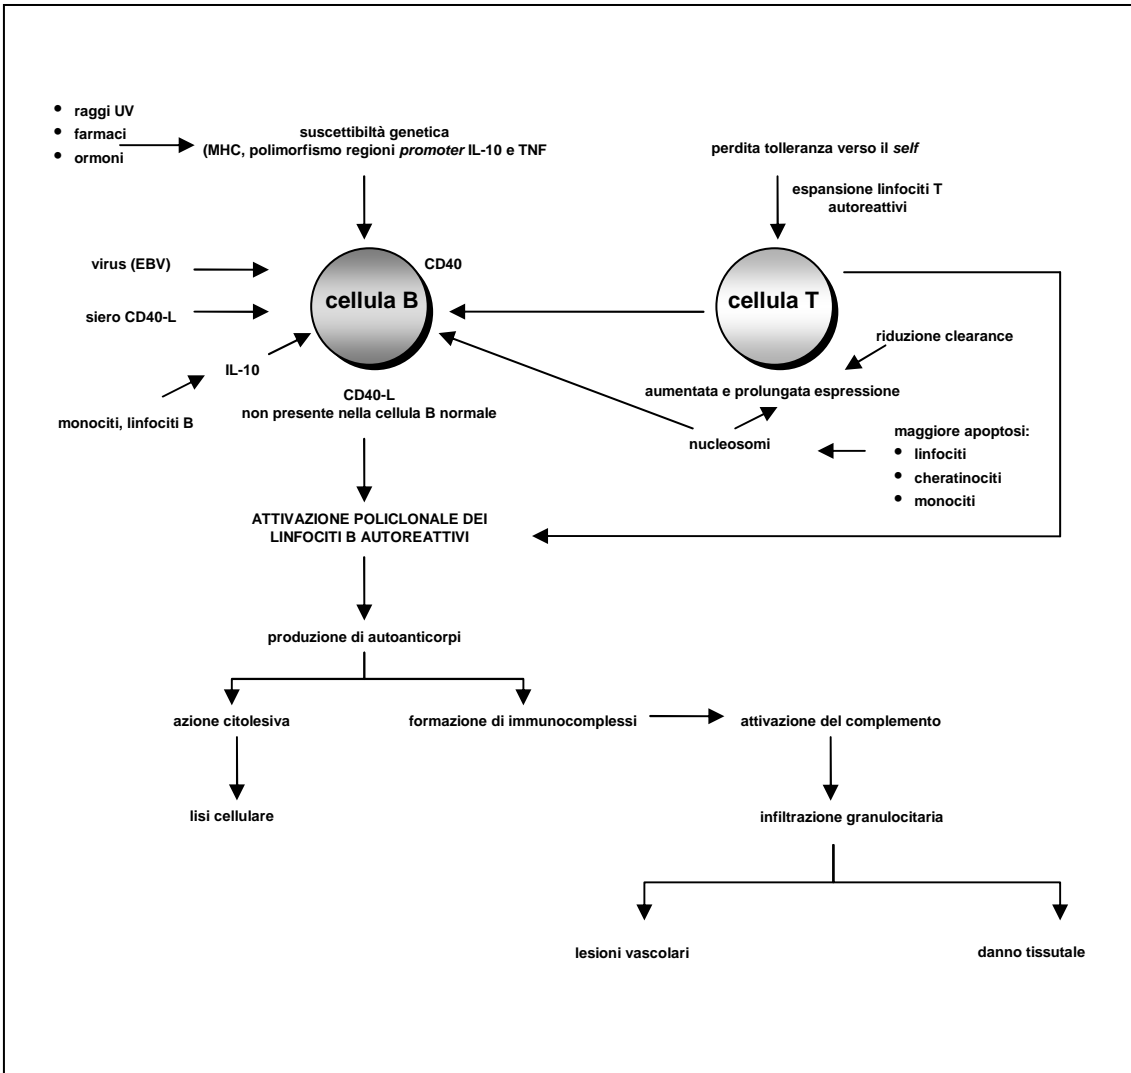 • raggi UV
• farmaci
• ormoni
suscettibiltà genetica
(MHC, polimorfismo regioni promoter IL-10 e TNF
perdita tolleranza verso il self
espansione linfociti T
autoreattivi
virus (EBV)
CD40
cellula B
cellula T
siero CD40-L
riduzione clearance
IL-10
CD40-L
non presente nella cellula B normale
aumentata e prolungata espressione
monociti, linfociti B
nucleosomi
maggiore apoptosi:
• linfociti
• cheratinociti
• monociti
ATTIVAZIONE POLICLONALE DEI
LINFOCITI B AUTOREATTIVI
produzione di autoanticorpi
azione citolesiva
formazione di immunocomplessi
attivazione del complemento
lisi cellulare
infiltrazione granulocitaria
lesioni vascolari
danno tissutale